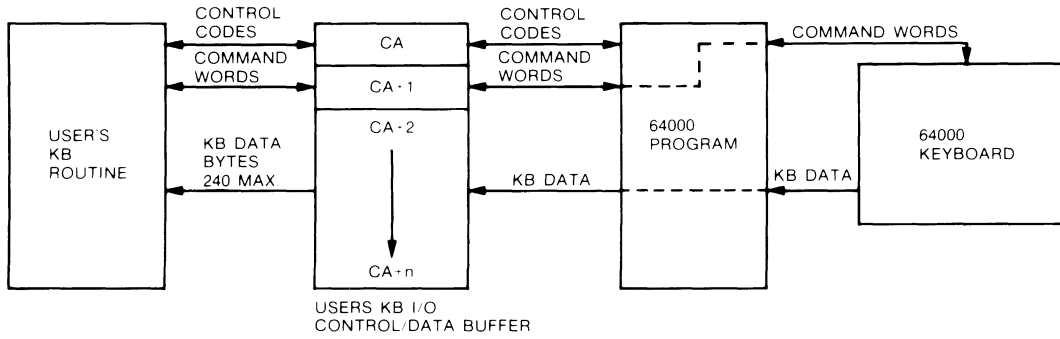 CONTROL
CODES
COMMAND
WORDS
USER'S
KB
ROUTINE
KB DATA
BYTES
240 MAX.
CA
CA+1
CA+2
CA+n
USERS KB I/O
CONTROL/DATA BUFFER
CONTROL
CODES
COMMAND
WORDS
KB DATA
64000
PROGRAM
COMMAND WORDS
KB DATA
64000
KEYBOARD